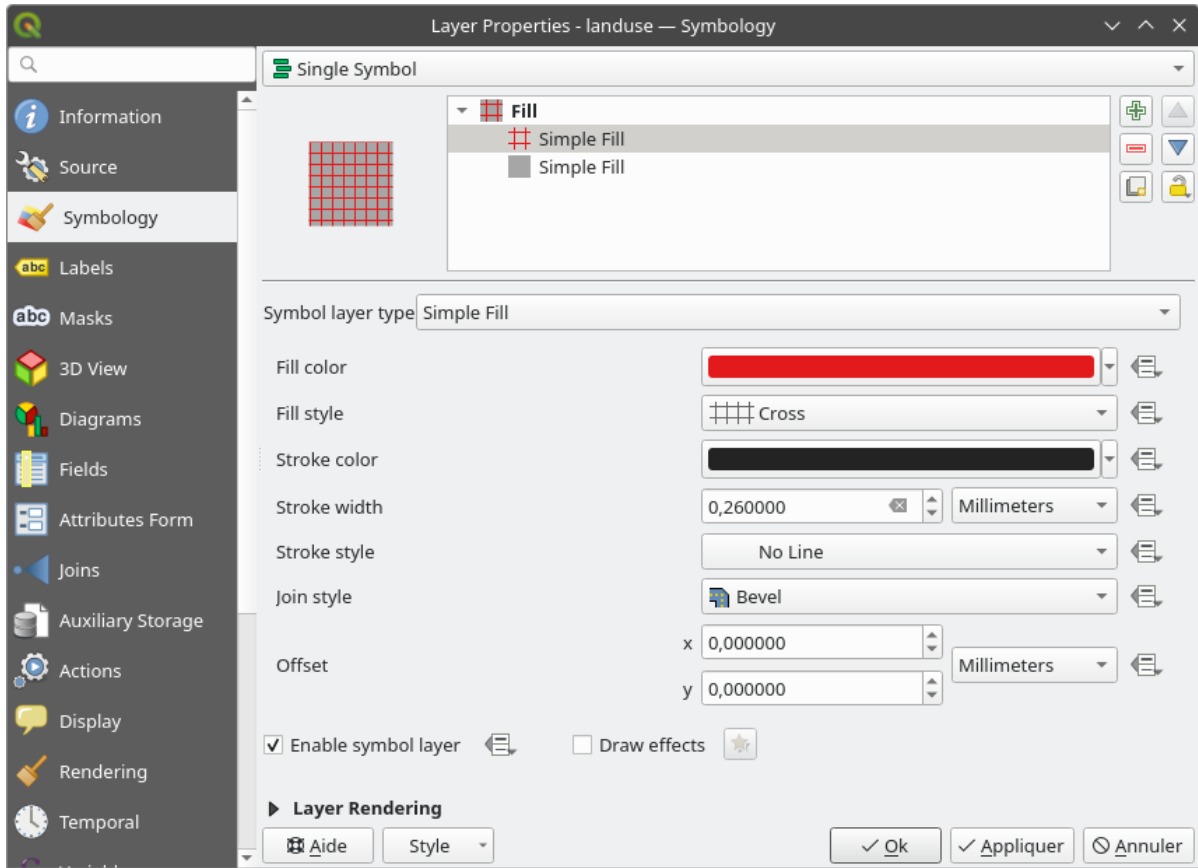 Layer Properties - landuse — Symbology
Single Symbol
Information
Source
Symbology
Labels
Masks
3D View
Diagrams
Fields
Attributes Form
Joins
Auxiliary Storage
Actions
Display
Rendering
Temporal
abc
abc
Fill
Simple Fill
Simple Fill
Symbol layer type Simple Fill
Fill color
Fill style Cross
Stroke color
Stroke width 0,260000 Millimeters
Stroke style No Line
Join style Bevel
Offset x 0,000000 Millimeters
y 0,000000
Enable symbol layer Draw effects
Layer Rendering
Aide Style Ok Appliquer Annuler